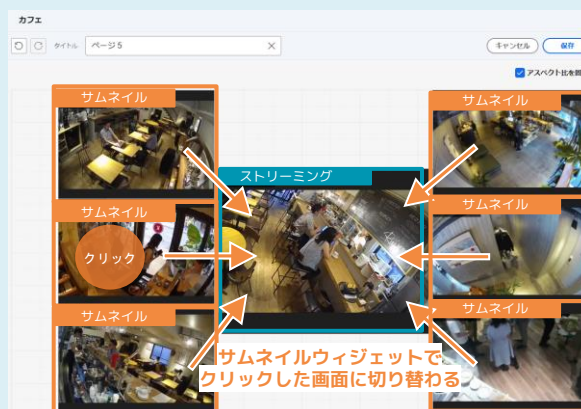 カフェ
タイトル
ページ 5
キャンセル
保存
アスペクト比を
サムネイル
サムネイル
ストリーミング
サムネイル
サムネイル
クリック
サムネイル
サムネイル
サムネイルウィジェットで
クリックした画面に切り替わる